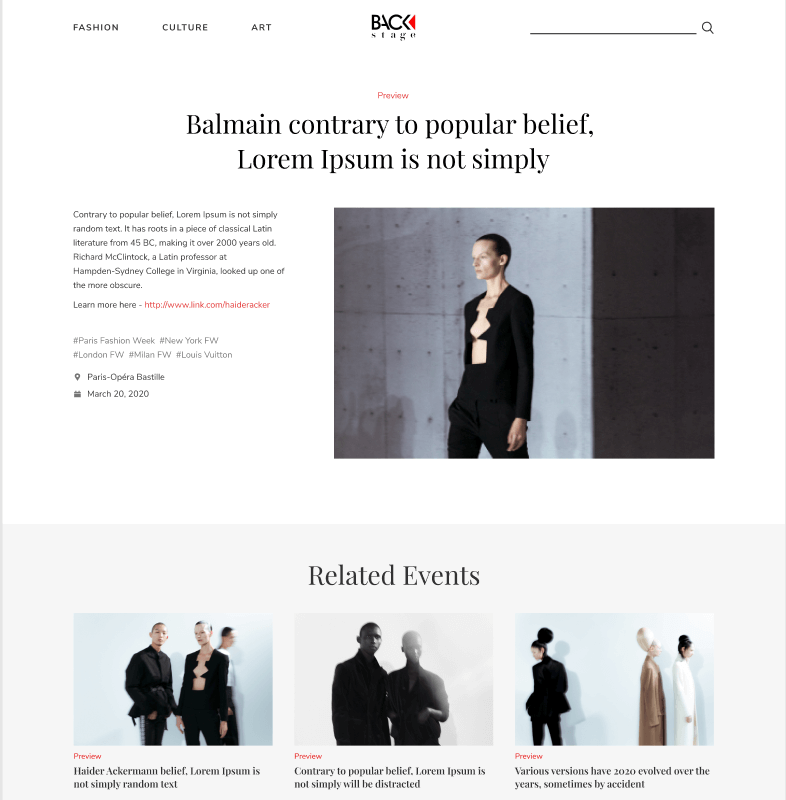 FASHION CULTURE ART
BACK
stage
Preview
Balmain contrary to popular belief,
Lorem Ipsum is not simply
Contrary to popular belief, Lorem Ipsum is not simply
random text. It has roots in a piece of classical Latin
literature from 45 BC, making it over 2000 years old.
Richard McClintock, a Latin professor at
Hampden-Sydney College in Virginia, looked up one of
the more obscure.
Learn more here - http://www.link.com/haideracker
#Paris Fashion Week #New York FW
#London FW #Milan FW #Louis Vuitton
Paris-Opéra Bastille
March 20, 2020
Related Events
Preview
Haider Ackermann belief, Lorem Ipsum is
not simply random text
Preview
Contrary to popular belief, Lorem Ipsum is
not simply will be distracted
Preview
Various versions have 2020 evolved over the
years, sometimes by accident